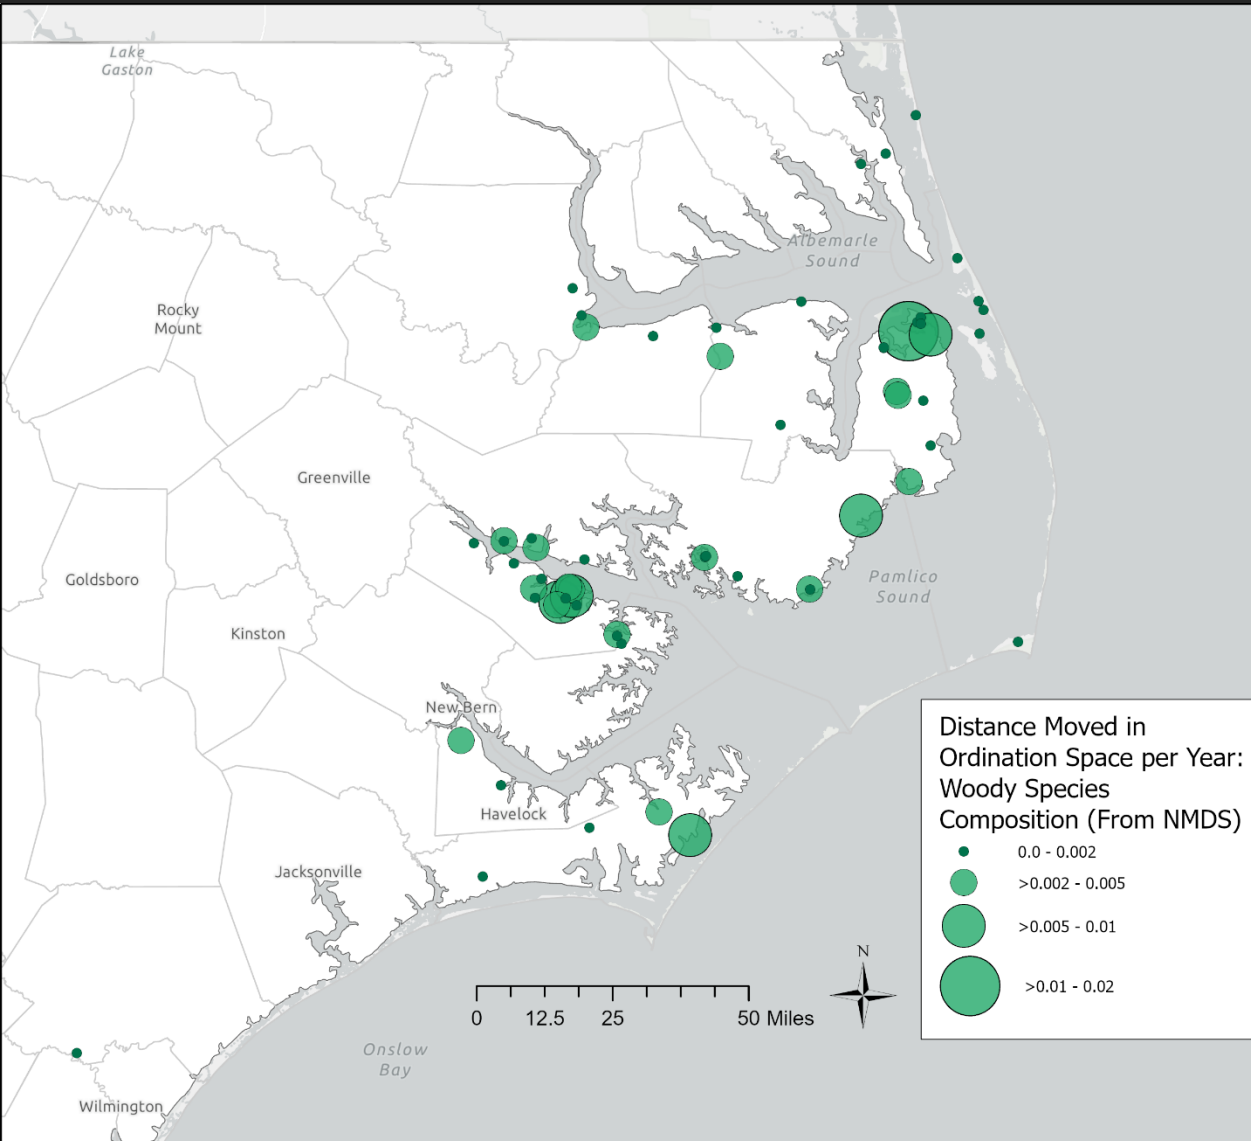 Lake
Gaston
Albemarle
Sound
Rocky
Mount
Greenville
Goldsboro
Pamlico
Sound
Kinston
New Bern
Distance Moved in
Ordination Space per Year:
Woody Species
Composition (From NMDS)
0.0 - 0.002
>0.002 - 0.005
>0.005 - 0.01
>0.01 - 0.02
Havelock
Jacksonville
N
0 12.5 25 50 Miles
Onslow
Bay
Wilmington